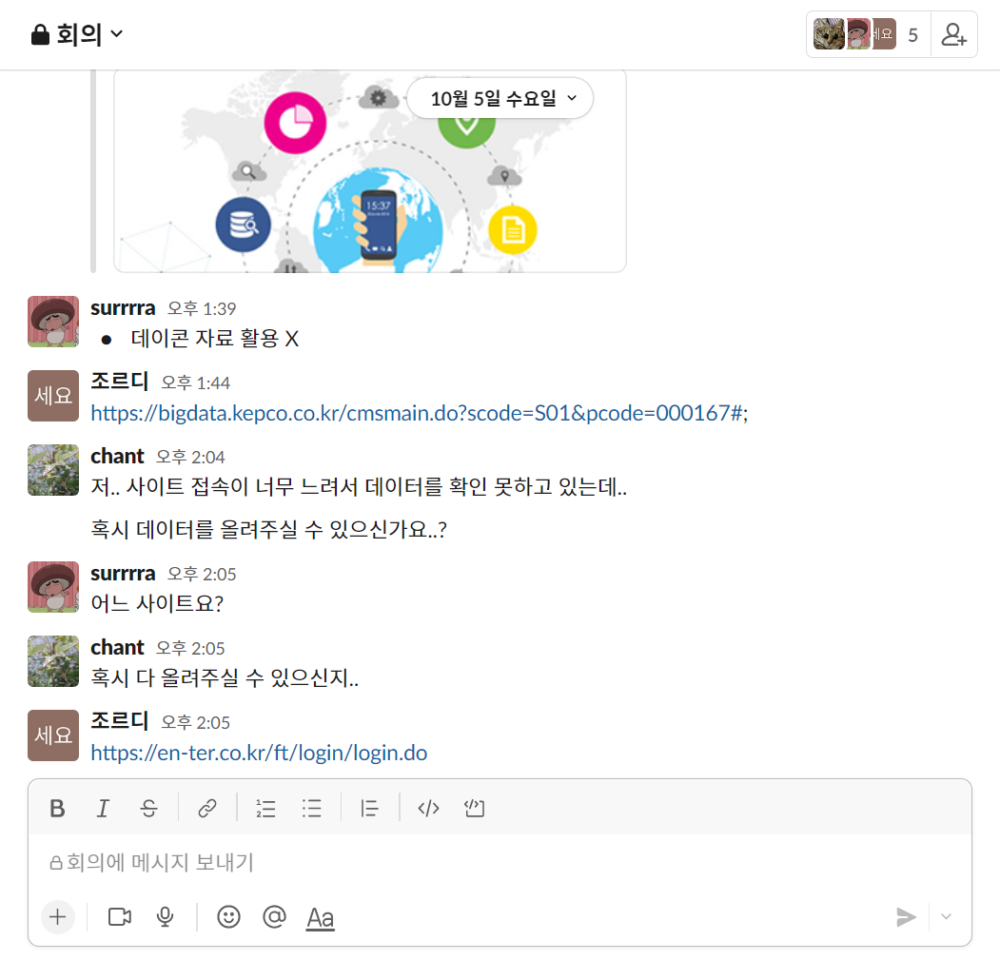 회의
세요 5
10월 5일 수요일
15:37
surrrra 오후 1:39
● 데이콘 자료 활용 X
세요
조르디 오후 1:44
https://bigdata.kepco.co.kr/cmsmain.do?scode=S01&pcode=000167#;
chant 오후 2:04
저.. 사이트 접속이 너무 느려서 데이터를 확인 못하고 있는데..
혹시 데이터를 올려주실 수 있으신가요..?
surrrra 오후 2:05
어느 사이트요?
chant 오후 2:05
혹시 다 올려주실 수 있으신지..
세요
조르디 오후 2:05
https://en-ter.co.kr/ft/login/login.do
B I S </>
회의에 메시지 보내기
+ @ Aa